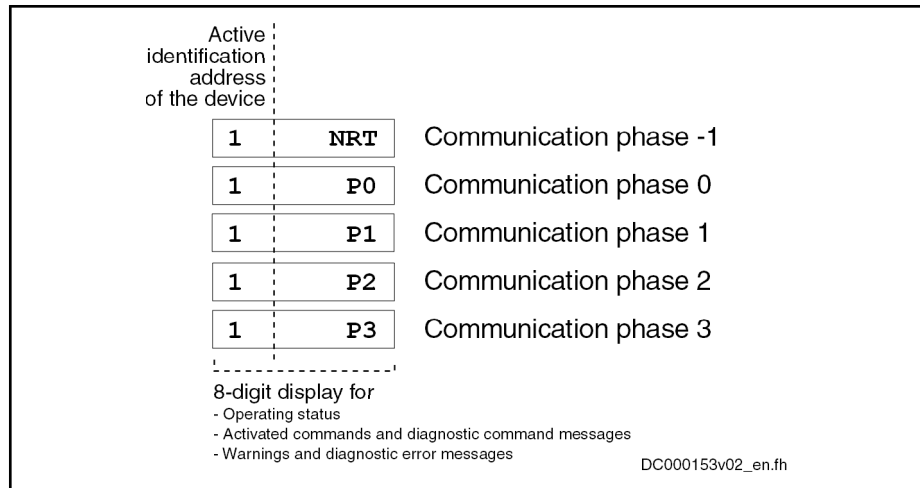 Active
identification
address
of the device
1 NRT Communication phase -1
1 P0 Communication phase 0
1 P1 Communication phase 1
1 P2 Communication phase 2
1 P3 Communication phase 3
8-digit display for
- Operating status
- Activated commands and diagnostic command messages
- Warnings and diagnostic error messages
DC000153v02_en.fh